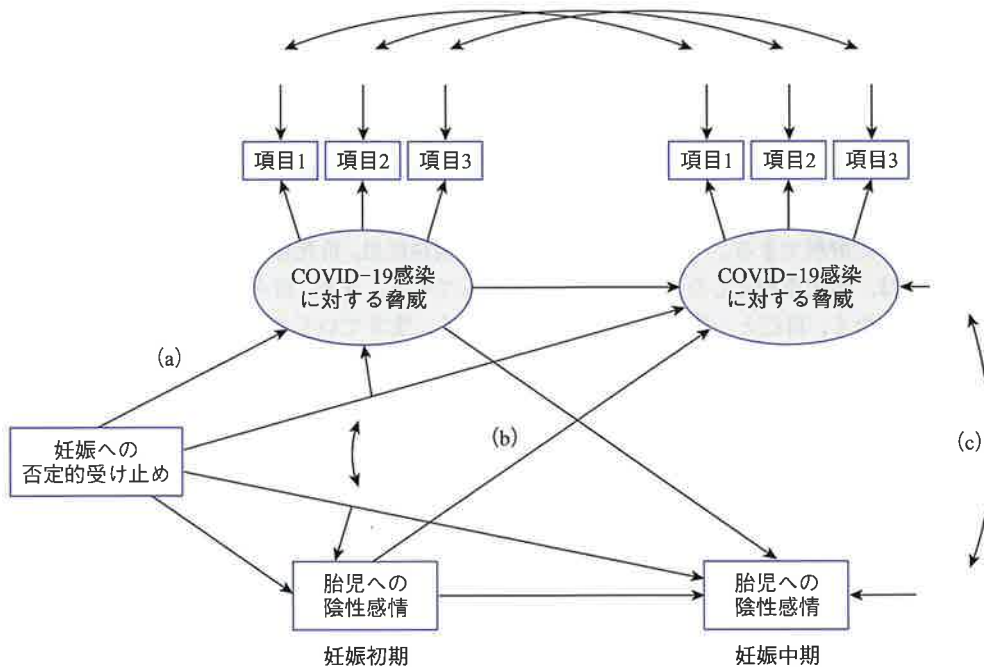 項目1 項目2 項目3 項目1 項目2 項目3
COVID-19感染
に対する脅威
COVID-19感染
に対する脅威
(a)
妊娠への
否定的受け止め
(b)
(c)
胎児への
陰性感情
胎児への
陰性感情
妊娠初期 妊娠中期